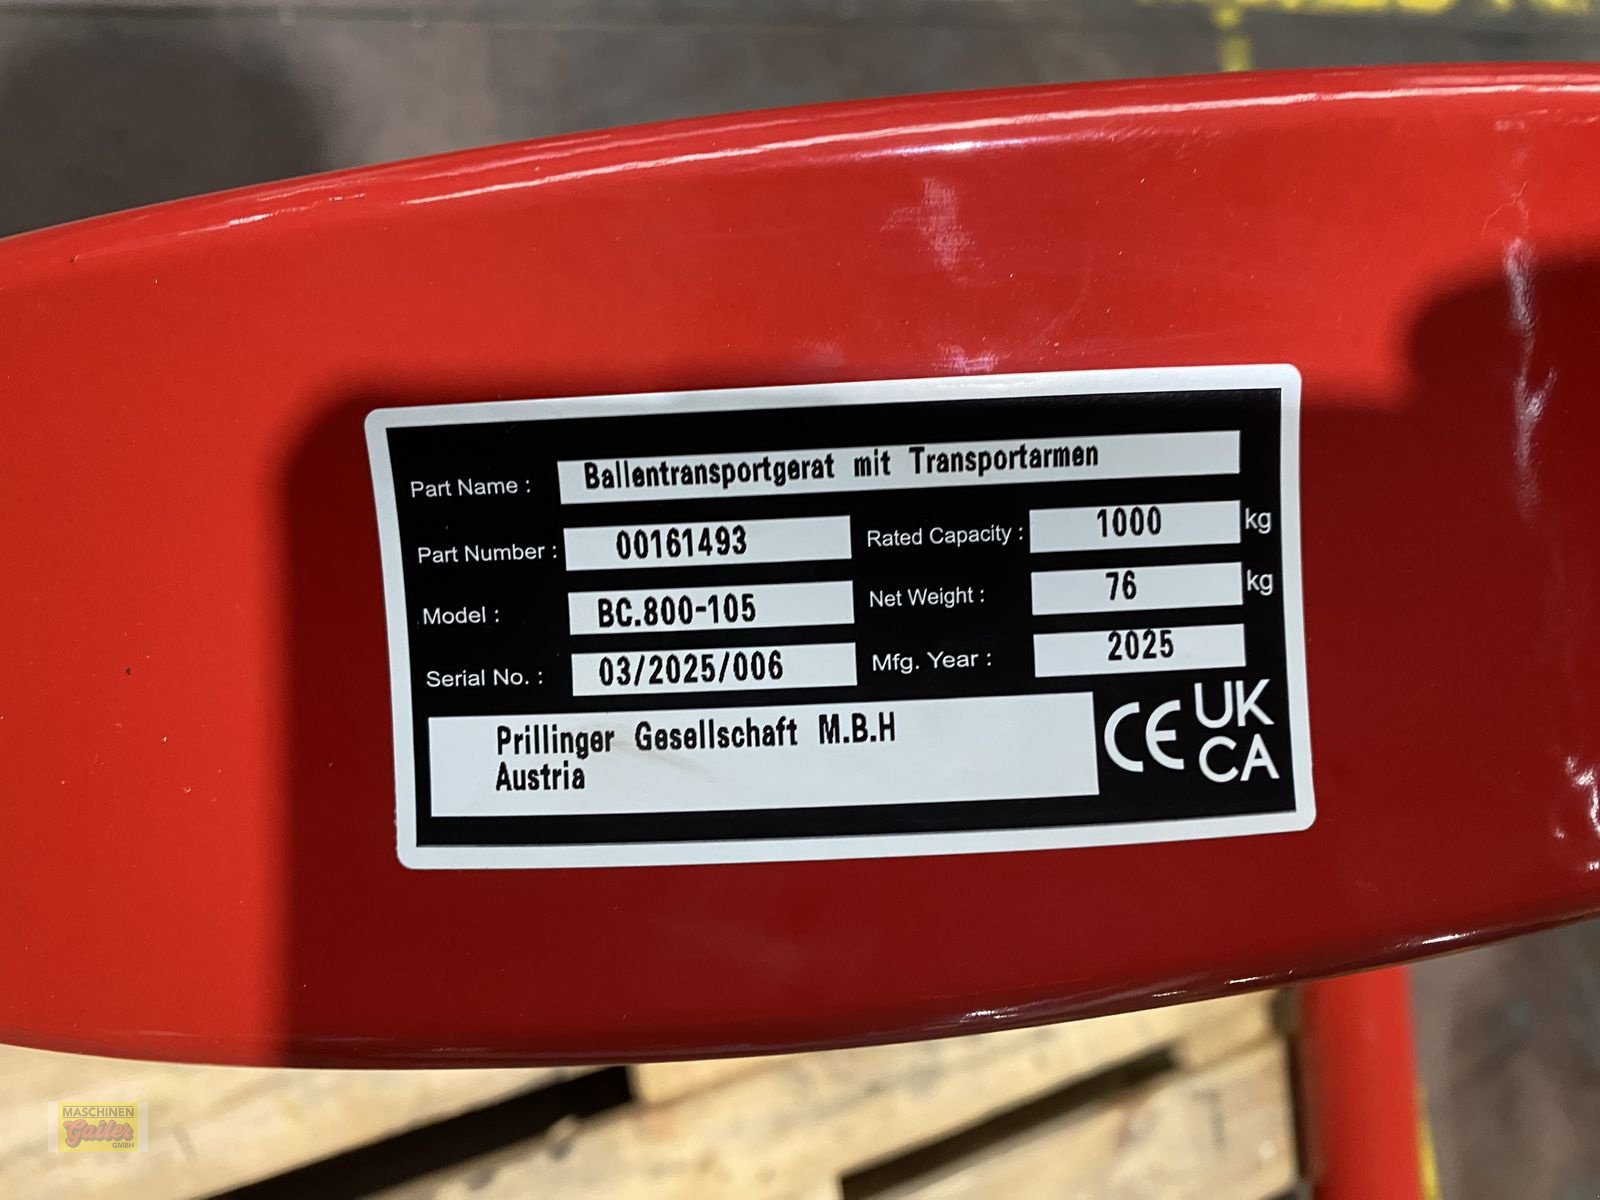 Part Name : Ballentransportgerat mit Transportarmen
Part Number : 00161493 Rated Capacity : 1000 kg
Model : BC.800-105 Net Weight : 76 kg
Serial No. : 03/2025/006 Mfg. Year : 2025
Prillinger Gesellschaft M.B.H
Austria
CE UK
CA
MASCHINEN
Gailer
GMBH